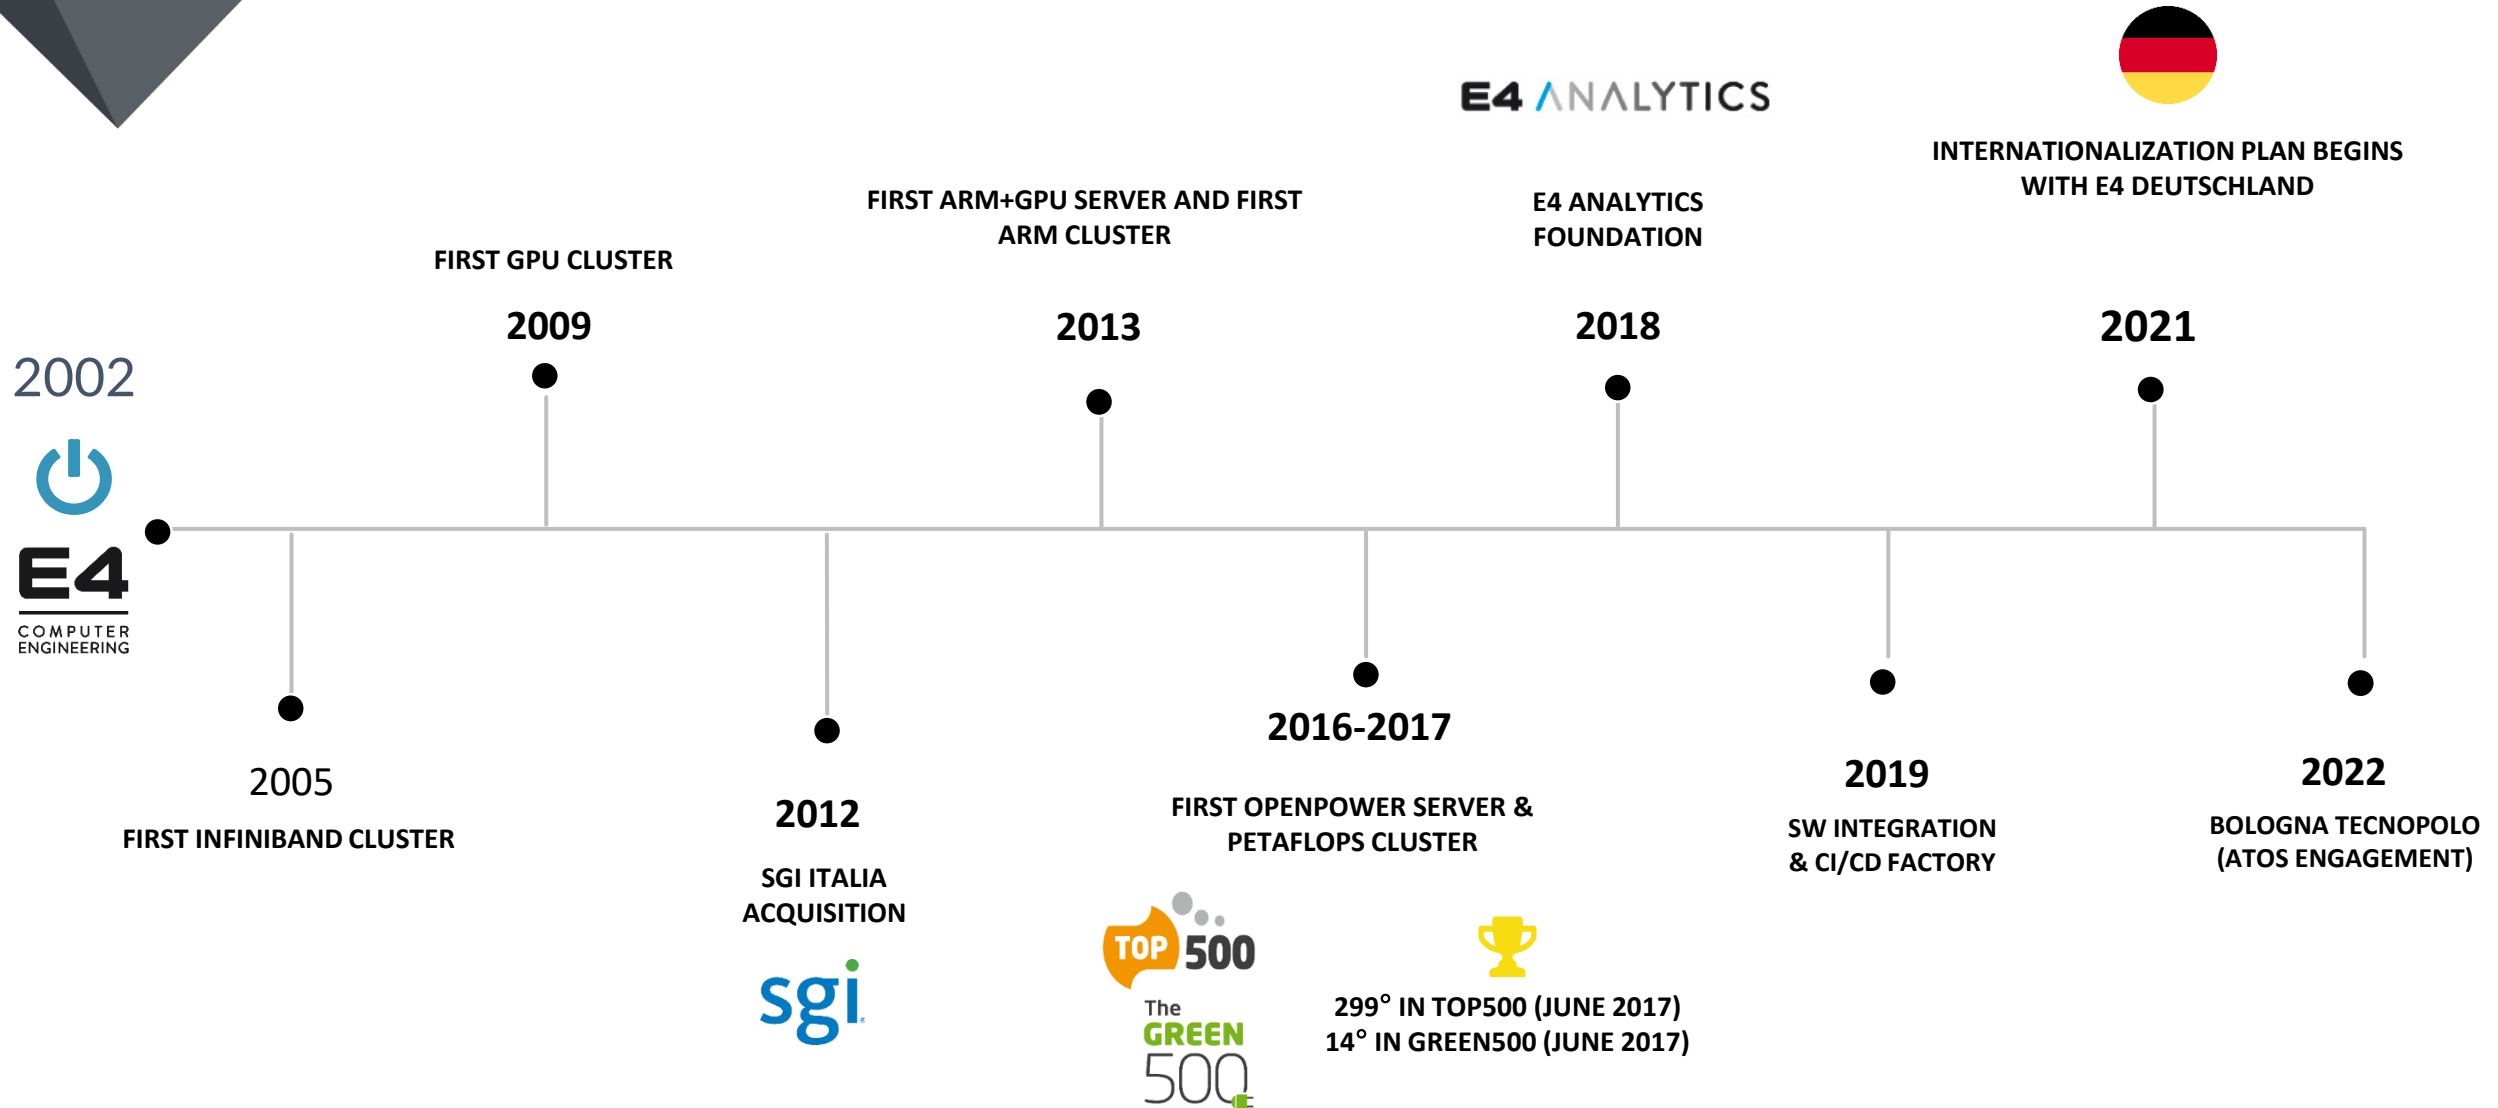 2002
E4
COMPUTER
ENGINEERING
2005
FIRST INFINIBAND CLUSTER
FIRST GPU CLUSTER
2009
2012
SGI ITALIA
ACQUISITION
sgi
FIRST ARM+GPU SERVER AND FIRST
ARM CLUSTER
2013
2016-2017
FIRST OPENPOWER SERVER &
PETAFLOPS CLUSTER
TOP 500
The
GREEN
500
299° IN TOP500 (JUNE 2017)
14° IN GREEN500 (JUNE 2017)
E4 ANALYTICS
E4 ANALYTICS
FOUNDATION
2018
2019
SW INTEGRATION
& CI/CD FACTORY
INTERNATIONALIZATION PLAN BEGINS
WITH E4 DEUTSCHLAND
2021
2022
BOLOGNA TECNOPOLO
(ATOS ENGAGEMENT)